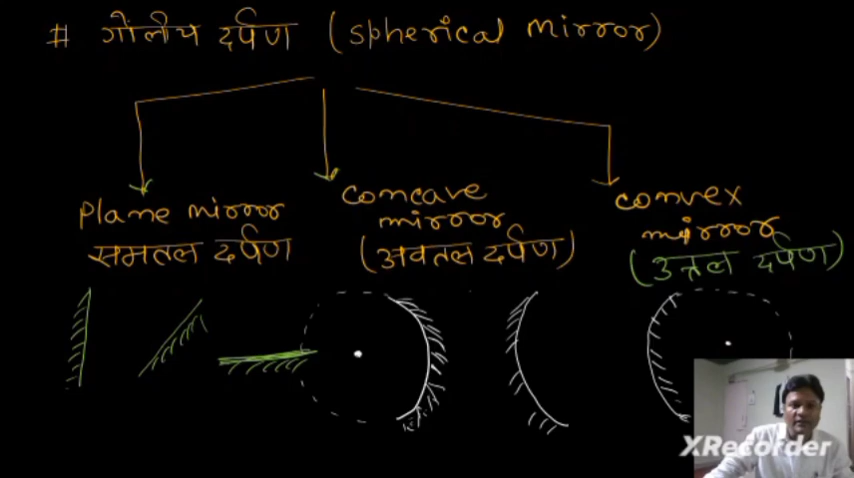 # गोलीय दर्पण (spherical mirror)
plane mirror
समतल दर्पण
concave
mirror
(अवतल दर्पण)
convex
mirror
(उत्तल दर्पण)
XRecorder